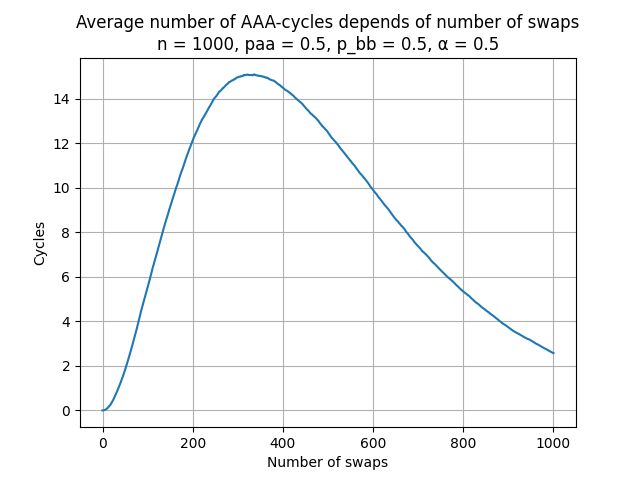 Average number of AAA-cycles depends of number of swaps
n = 1000, paa = 0.5, p_bb = 0.5, α = 0.5
14
12
10
8
6
4
2
0
Cycles
0 200 400 600 800 1000
Number of swaps